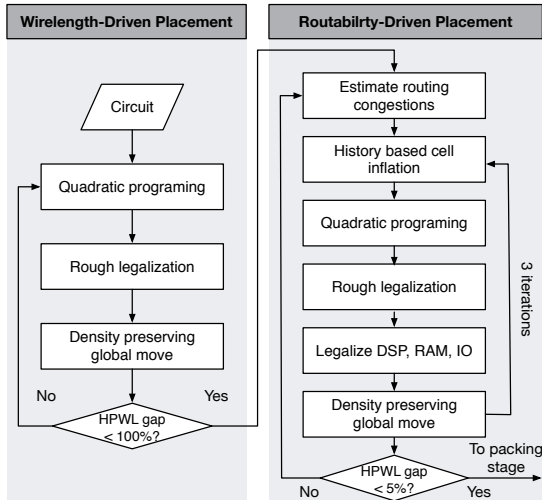 Wirelength-Driven Placement
Circuit
Quadratic programing
Rough legalization
Density preserving
global move
No
Yes
HPWL gap
< 100%?
Routabilrty-Driven Placement
Estimate routing
congestions
History based cell
inflation
Quadratic programing
Rough legalization
Legalize DSP, RAM, IO
Density preserving
global move
3 iterations
To packing
stage
HPWL gap
< 5%?
No
Yes